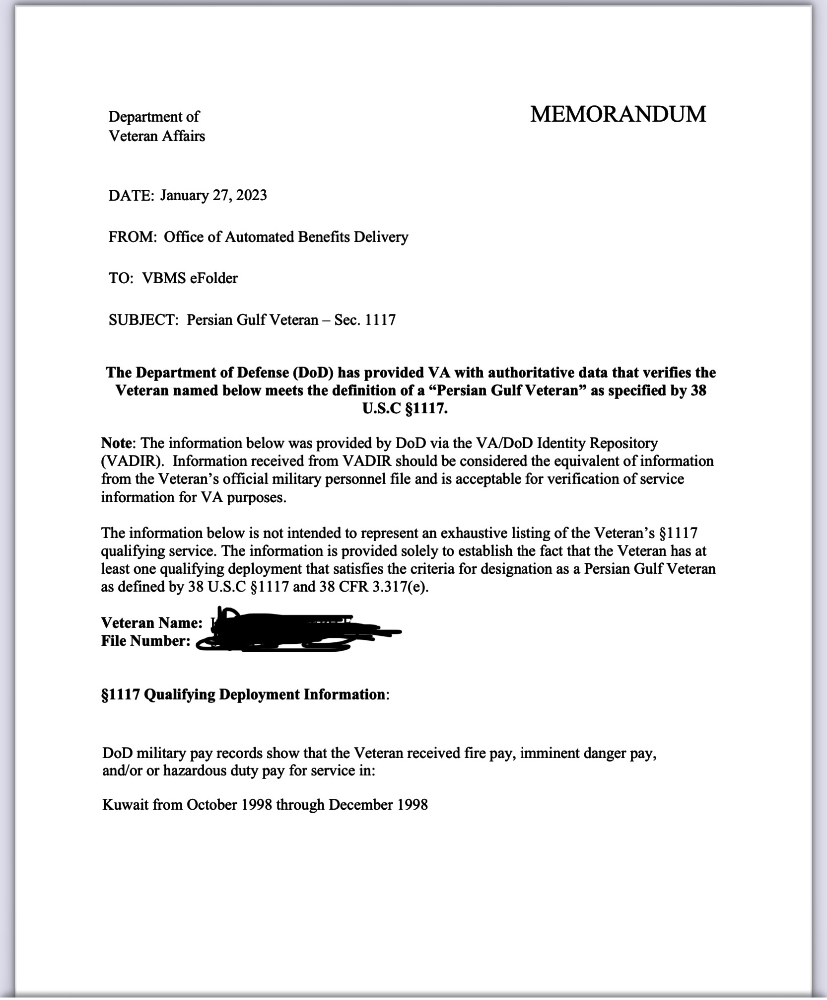 Department of
Veteran Affairs
MEMORANDUM
DATE: January 27, 2023
FROM: Office of Automated Benefits Delivery
TO: VBMS eFolder
SUBJECT: Persian Gulf Veteran – Sec. 1117
The Department of Defense (DoD) has provided VA with authoritative data that verifies the
Veteran named below meets the definition of a “Persian Gulf Veteran” as specified by 38
U.S.C §1117.
Note: The information below was provided by DoD via the VA/DoD Identity Repository
(VADIR). Information received from VADIR should be considered the equivalent of information
from the Veteran’s official military personnel file and is acceptable for verification of service
information for VA purposes.
The information below is not intended to represent an exhaustive listing of the Veteran’s §1117
qualifying service. The information is provided solely to establish the fact that the Veteran has at
least one qualifying deployment that satisfies the criteria for designation as a Persian Gulf Veteran
as defined by 38 U.S.C §1117 and 38 CFR 3.317(e).
Veteran Name:
File Number:
§1117 Qualifying Deployment Information:
DoD military pay records show that the Veteran received fire pay, imminent danger pay,
and/or or hazardous duty pay for service in:
Kuwait from October 1998 through December 1998